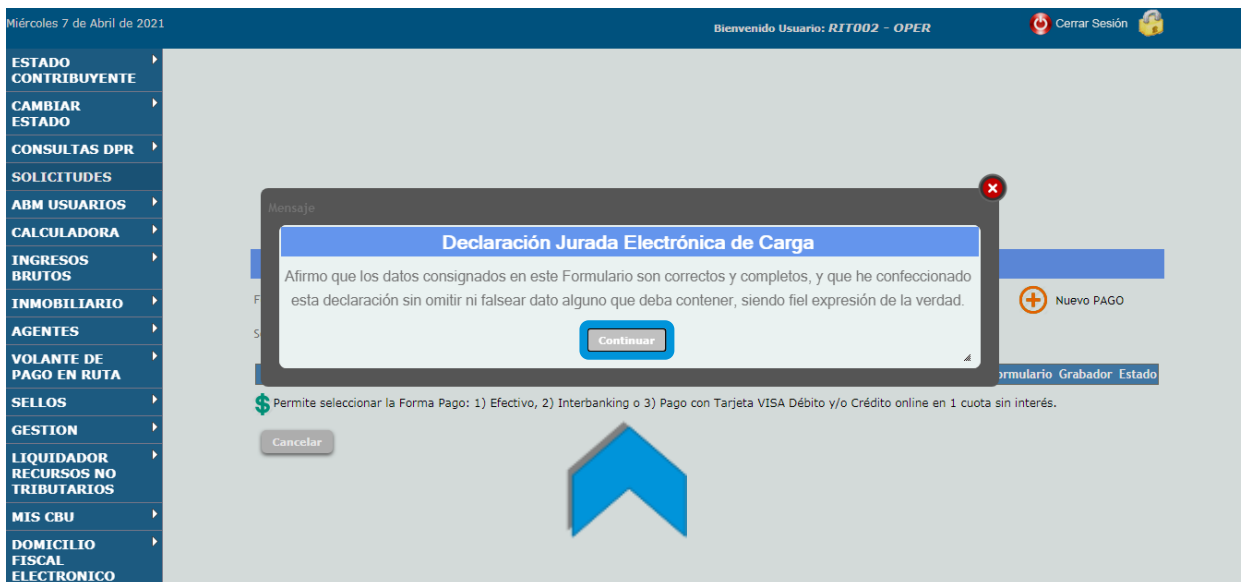 Miércoles 7 de Abril de 2021
Bienvenido Usuario: RIT002 - OPER
Cerrar Sesión
ESTADO
CONTRIBUYENTE
CAMBIAR
ESTADO
CONSULTAS DPR
SOLICITUDES
ABM USUARIOS
CALCULADORA
INGRESOS
BRUTOS
INMOBILIARIO
AGENTES
VOLANTE DE
PAGO EN RUTA
SELLOS
GESTION
LIQUIDADOR
RECURSOS NO
TRIBUTARIOS
MIS CBU
DOMICILIO
FISCAL
ELECTRONICO
Mensaje
Declaración Jurada Electrónica de Carga
Afirmo que los datos consignados en este Formulario son correctos y completos, y que he confeccionado
esta declaración sin omitir ni falsear dato alguno que deba contener, siendo fiel expresión de la verdad.
Continuar
Nuevo PAGO
Grabador Estado
$ Permite seleccionar la Forma Pago: 1) Efectivo, 2) Interbanking o 3) Pago con Tarjeta VISA Débito y/o Crédito online en 1 cuota sin interés.
Cancelar